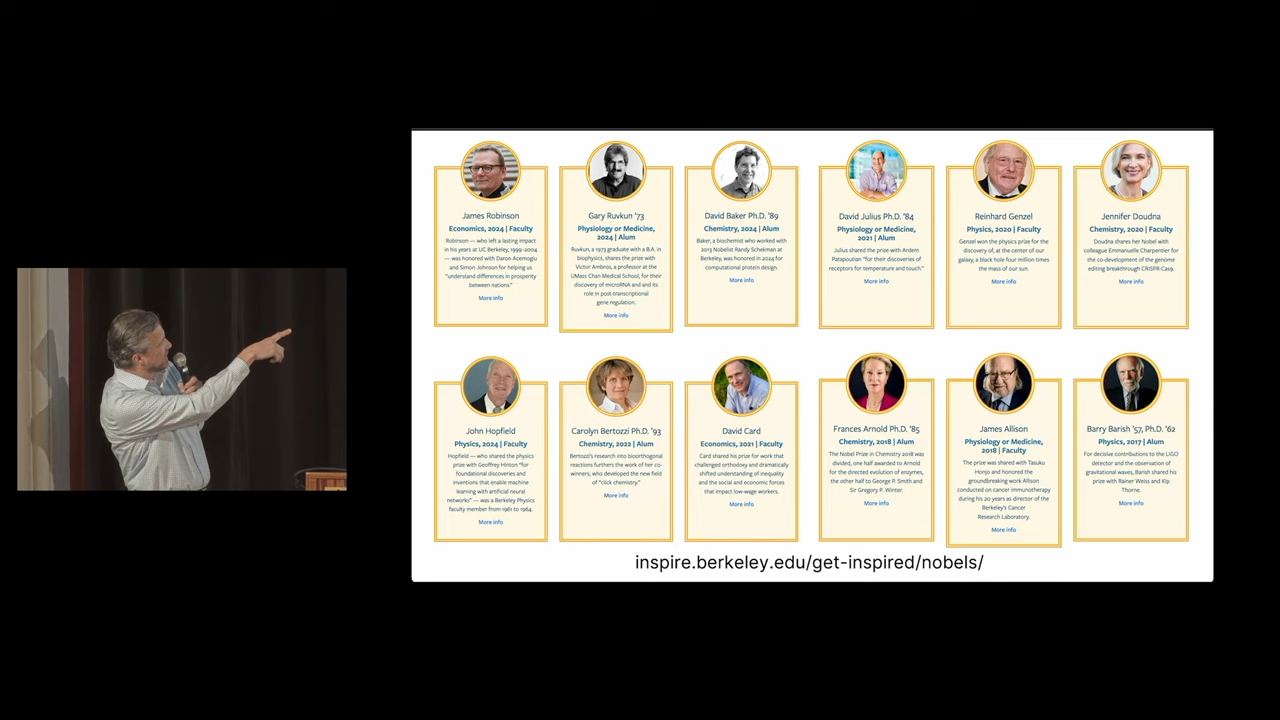 James Robinson
Economics, 2024 | Faculty
Robinson — who left a lasting impact
in his years at UC Berkeley, 1999-2004
— was honored with Daron Acemoglu
and Simon Johnson for helping us
"understand differences in prosperity
between nations."
More info
Gary Ruvkun '73
Physiology or Medicine,
2024 | Alum
Ruvkun, a 1973 graduate with a B.A. in
biophysics, shares the prize with
Victor Ambros, a professor at the
UMass Chan Medical School, for their
discovery of microRNA and and its
role in post-transcriptional
gene regulation.
More info
David Baker Ph.D. '89
Chemistry, 2024 | Alum
Baker, a biochemist who worked with
2013 Nobelist Randy Schekman at
Berkeley, was honored in 2024 for
computational protein design.
More info
David Julius Ph.D. '84
Physiology or Medicine,
2021 | Alum
Julius shared the prize with Ardem
Patapoutian "for their discoveries of
receptors for temperature and touch."
More info
Reinhard Genzel
Physics, 2020 | Faculty
Genzel won the physics prize for the
discovery of, at the center of our
galaxy, a black hole four million times
the mass of our sun.
More info
Jennifer Doudna
Chemistry, 2020 | Faculty
Doudna shares her Nobel with
colleague Emmanuelle Charpentier for
the co-development of the genome
editing breakthrough CRISPR-Cas9.
More info
John Hopfield
Physics, 2024 | Faculty
Hopfield — who shared the physics
prize with Geoffrey Hinton "for
foundational discoveries and
inventions that enable machine
learning with artificial neural
networks" — was a Berkeley Physics
faculty member from 1961 to 1964.
More info
Carolyn Bertozzi Ph.D. '93
Chemistry, 2022 | Alum
Bertozzi's research into bioorthogonal
reactions furthers the work of her co-
winners, who developed the new field
of "click chemistry."
More info
David Card
Economics, 2021 | Faculty
Card shared his prize for work that
challenged orthodoxy and dramatically
shifted understanding of inequality
and the social and economic forces
that impact low-wage workers.
More info
Frances Arnold Ph.D. '85
Chemistry, 2018 | Alum
The Nobel Prize in Chemistry 2018 was
divided, one half awarded to Arnold
for the directed evolution of enzymes,
the other half to George P. Smith and
Sir Gregory P. Winter.
More info
James Allison
Physiology or Medicine,
2018 | Faculty
The prize was shared with Tasuku
Honjo and honored the
groundbreaking work Allison
conducted on cancer immunotherapy
during his 20 years as director of the
Berkeley's Cancer
Research Laboratory.
More info
Barry Barish '57, Ph.D. '62
Physics, 2017 | Alum
For decisive contributions to the LIGO
detector and the observation of
gravitational waves, Barish shared his
prize with Rainer Weiss and Kip
Thorne.
More info
inspire.berkeley.edu/get-inspired/nobels/